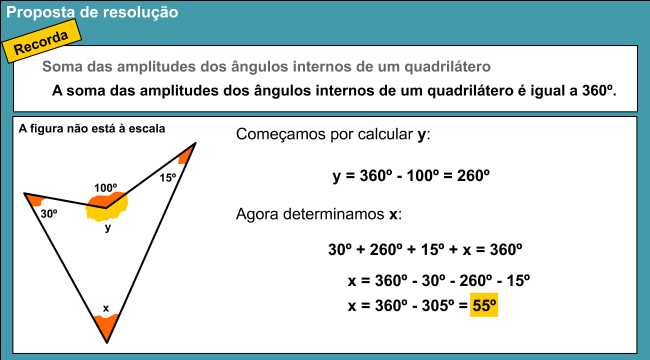 Proposta de resolução
Recorda
Soma das amplitudes dos ângulos internos de um quadrilátero
A soma das amplitudes dos ângulos internos de um quadrilátero é igual a 360º.
A figura não está à escala
100º
15º
30º
y
x
Começamos por calcular y:
y = 360º - 100º = 260º
Agora determinamos x:
30º + 260º + 15º + x = 360º
x = 360º - 30º - 260º - 15º
x = 360º - 305º = 55º